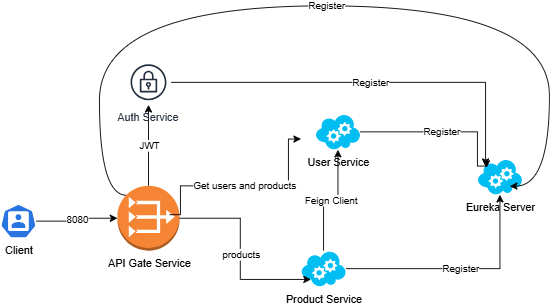 Register
Register
Auth Service
JWT
Register
User Service
Get users and products
Eureka Server
Feign Client
8080
Client
API Gate Service
products
Register
Product Service